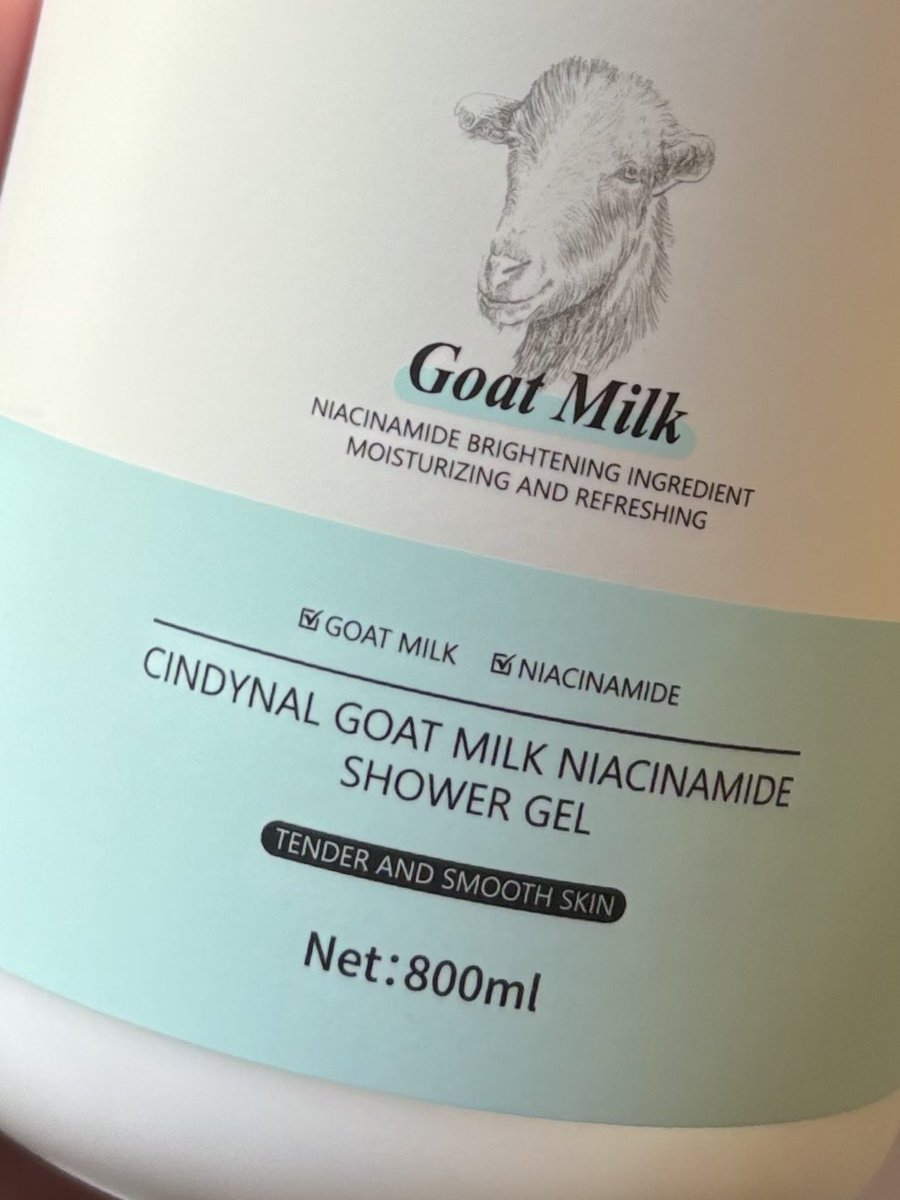 Goat Milk
NIACINAMIDE BRIGHTENING INGREDIENT
MOISTURIZING AND REFRESHING
GOAT MILK NIACINAMIDE
CINDYNAL GOAT MILK NIACINAMIDE
SHOWER GEL
TENDER AND SMOOTH SKIN
Net:800ml